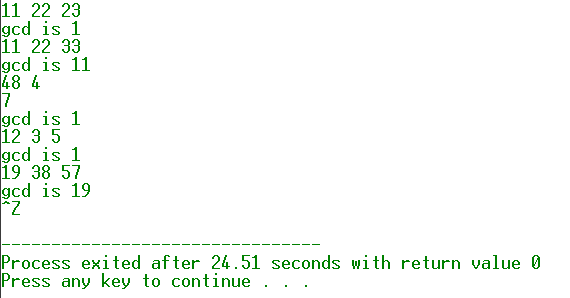 11 22 23
gcd is 1
11 22 33
gcd is 11
48 4
7
gcd is 1
12 3 5
gcd is 1
19 38 57
gcd is 19
^Z
--------------------------------
Process exited after 24.51 seconds with return value 0
Press any key to continue . . .